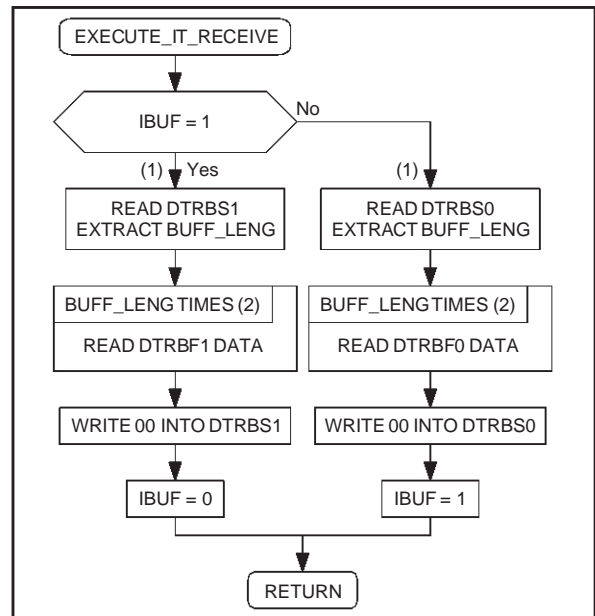 EXECUTE_IT_RECEIVE
IBUF = 1
No
(1) Yes
(1)
READ DTRBS1
EXTRACT BUFF_LENG
READ DTRBS0
EXTRACT BUFF_LENG
BUFF_LENG TIMES (2)
READ DTRBF1 DATA
BUFF_LENG TIMES (2)
READ DTRBF0 DATA
WRITE 00 INTO DTRBS1
WRITE 00 INTO DTRBS0
IBUF = 0
IBUF = 1
RETURN